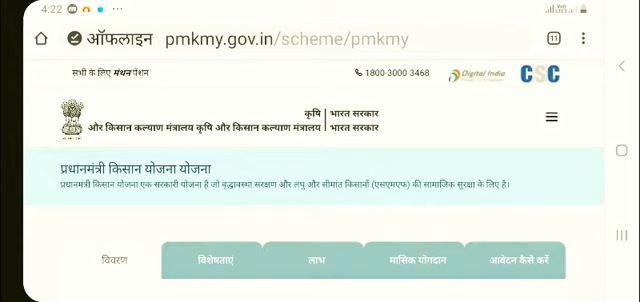 4:22
ऑफलाइन pmkmy.gov.in/scheme/pmkmy
11
सभी के लिए मंथन पेंशन
1800-3000-3468
Digital India
CSC
कृषि | भारत सरकार
और किसान कल्याण मंत्रालय कृषि और किसान कल्याण मंत्रालय | भारत सरकार
प्रधानमंत्री किसान योजना योजना
प्रधानमंत्री किसान योजना एक सरकारी योजना है जो वृद्धावस्था संरक्षण और लघु और सीमांत किसानों (एसएमएफ) की सामाजिक सुरक्षा के लिए है।
विवरण
विशेषताएं
लाभ
मासिक योगदान
आवेदन कैसे करें